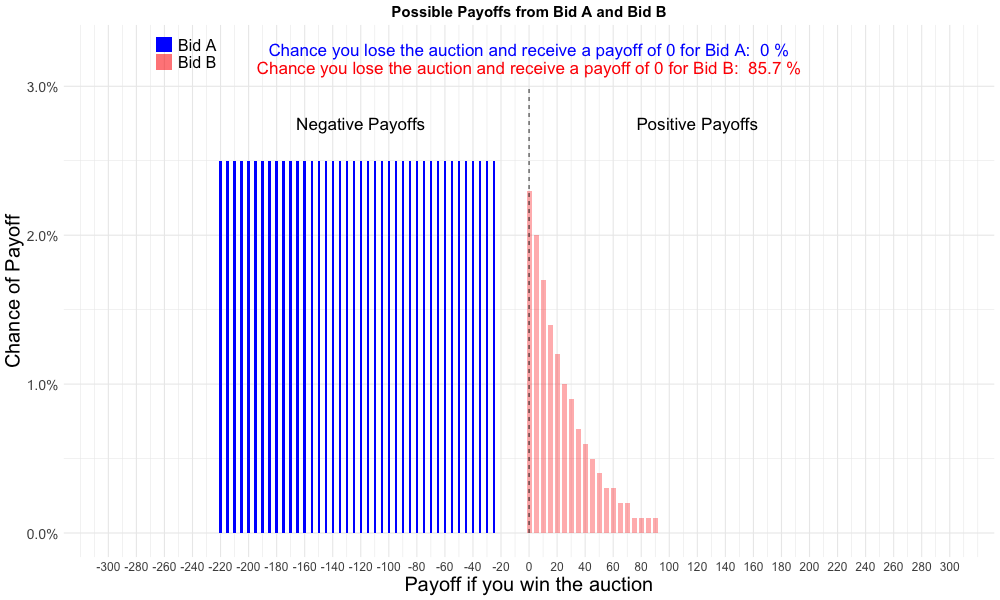 Possible Payoffs from Bid A and Bid B
Bid A
Bid B
Chance you lose the auction and receive a payoff of 0 for Bid A:  0 %
Chance you lose the auction and receive a payoff of 0 for Bid B:  85.7 %
Negative Payoffs
Positive Payoffs
Chance of Payoff
3.0%
2.0%
1.0%
0.0%
-300 -280 -260 -240 -220 -200 -180 -160 -140 -120 -100 -80 -60 -40 -20 0 20 40 60 80 100 120 140 160 180 200 220 240 260 280 300
Payoff if you win the auction